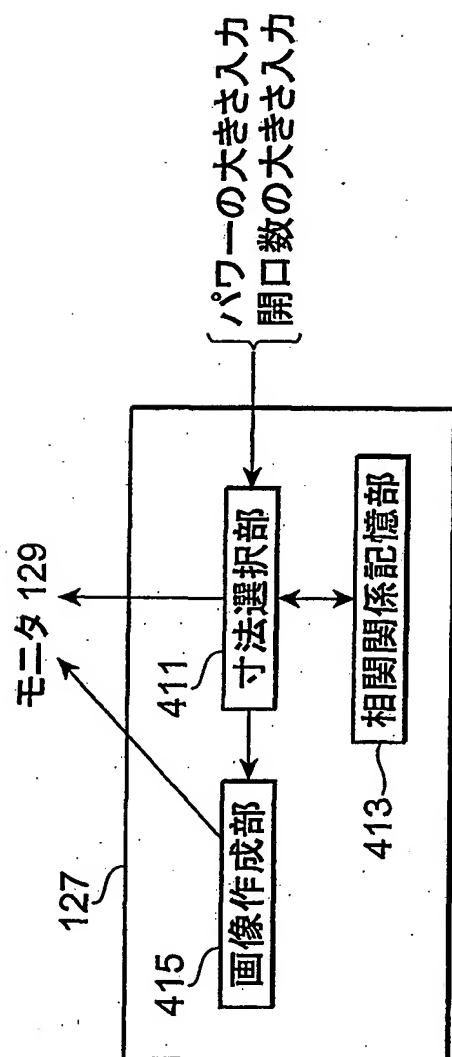 127
モニタ 129
415
画像作成部
411
寸法選択部
パワーの大きさ入力
開口数の大きさ入力
413
相関関係記憶部